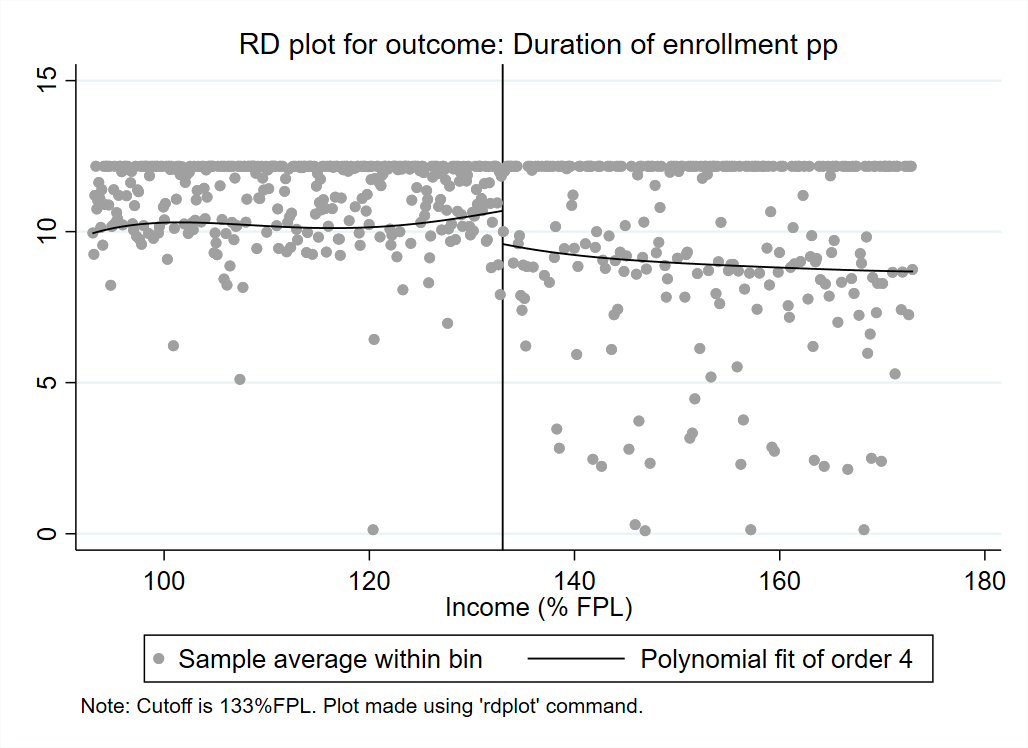 RD plot for outcome: Duration of enrollment pp
15
10
5
0
100 120 140 160 180
Income (% FPL)
Sample average within bin Polynomial fit of order 4
Note: Cutoff is 133%FPL. Plot made using 'rdplot' command.